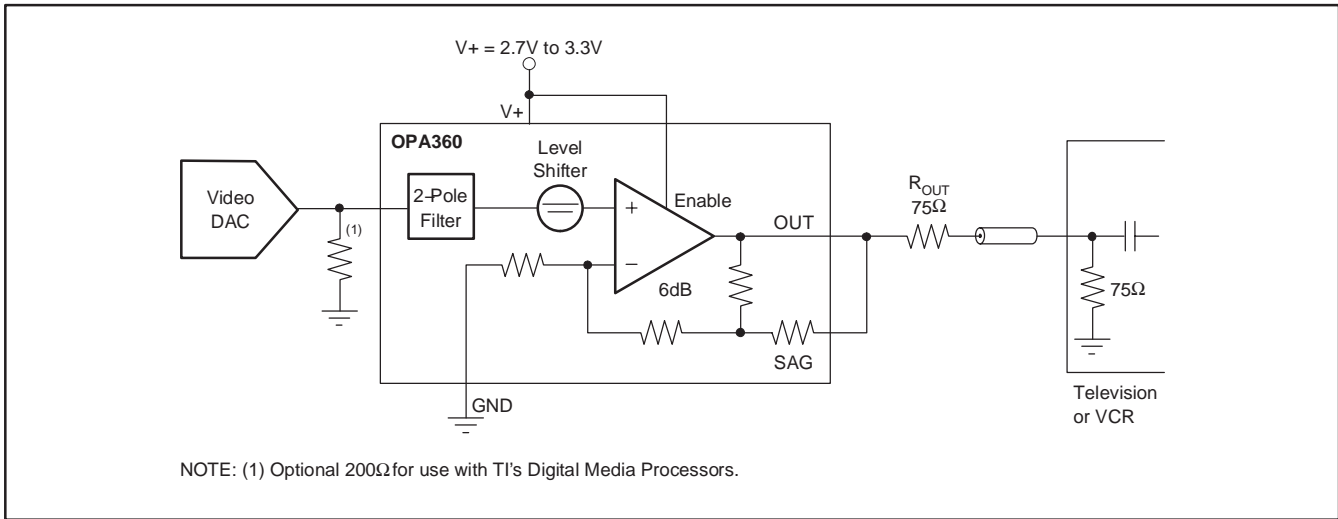 V+ = 2.7V to 3.3V
V+
OPA360
Level
Shifter
Video
DAC
(1)
2-Pole
Filter
+
Enable
−
6dB
OUT
SAG
GND
ROUT
75Ω
75Ω
Television
or VCR
NOTE: (1) Optional 200Ω for use with TI's Digital Media Processors.